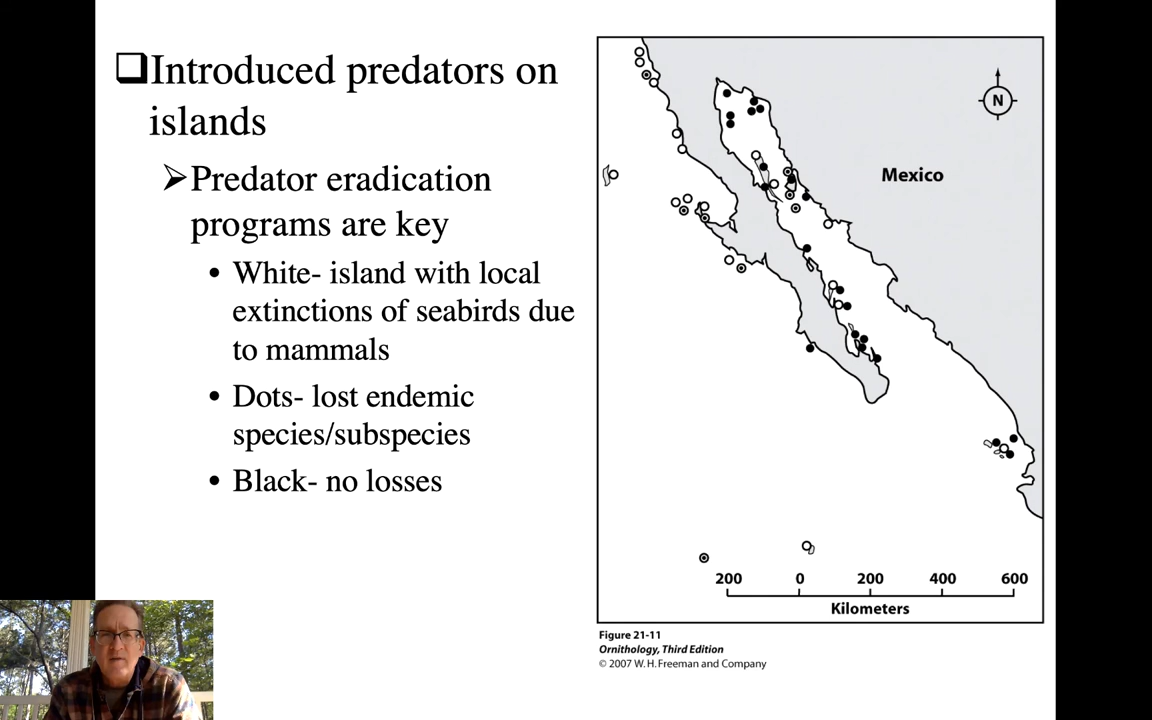 ❑Introduced predators on
islands
➢Predator eradication
programs are key
• White- island with local
extinctions of seabirds due
to mammals
• Dots- lost endemic
species/subspecies
• Black- no losses
N
Mexico
200 0 200 400 600
Kilometers
Figure 21-11
Ornithology, Third Edition
© 2007 W. H. Freeman and Company